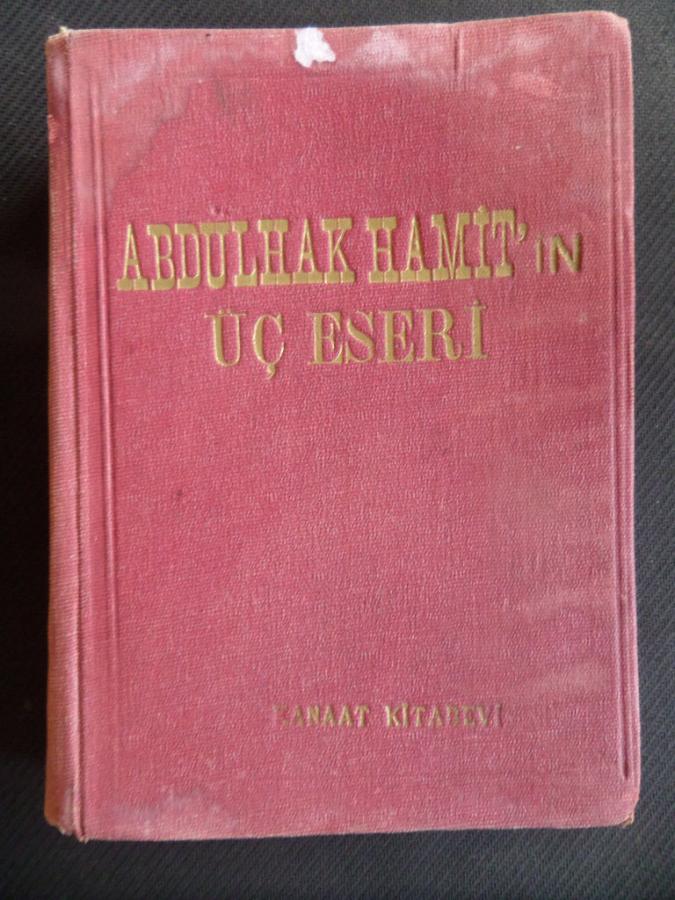 ABDULHAK HAMİT'iN
ÜÇ ESERİ
KANAAT KİTABEVİ